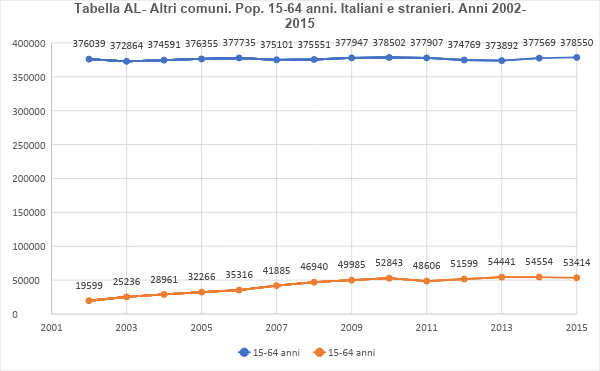 Tabella AL- Altri comuni. Pop. 15-64 anni. Italiani e stranieri. Anni 2002-
2015
376039 372864 374591 376355 377735 375101 375551 377947 378502 377907 374769 373892 377569 378550
400000
350000
300000
250000
200000
150000
100000
50000
0
19599 25236 28961 32266 35316 41885 46940 49985 52843 48606 51599 54441 54554 53414
2001 2003 2005 2007 2009 2011 2013 2015
15-64 anni 15-64 anni